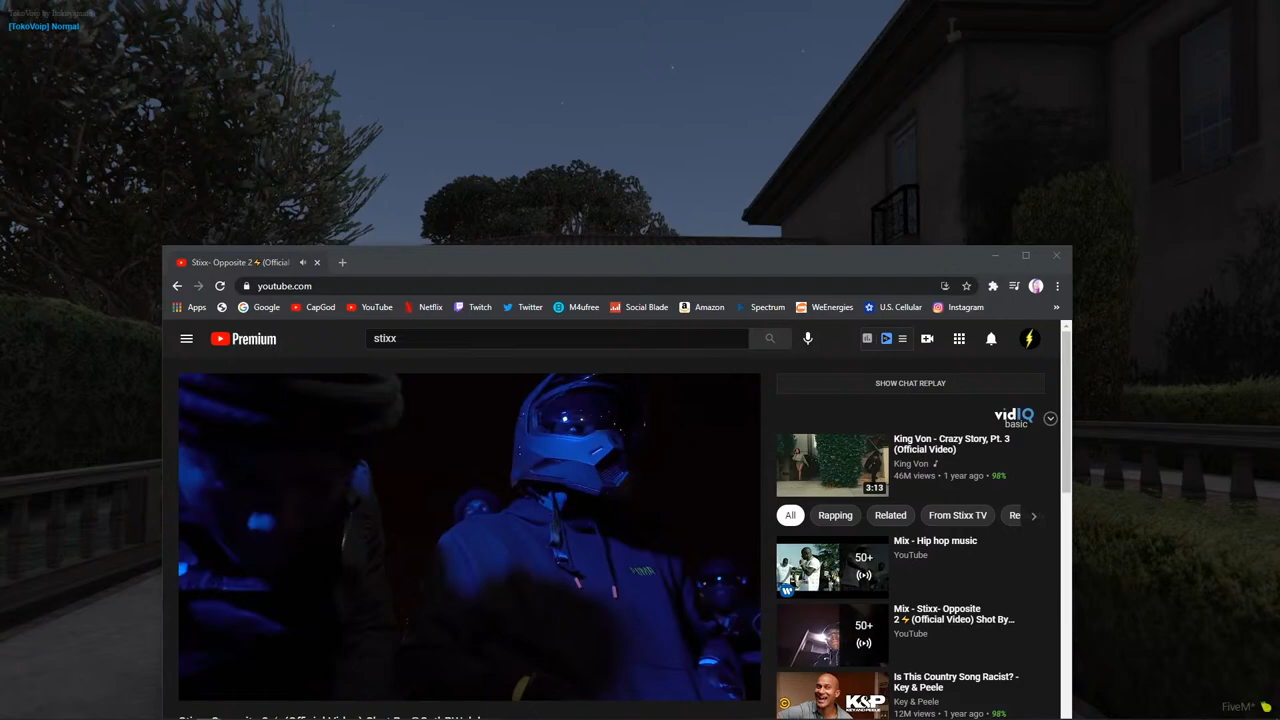 [TokoVoip] Normal
Stixx- Opposite 2⚡ (Official
youtube.com
Apps Google CapGod YouTube Netflix Twitch Twitter M4ufree Social Blade Amazon Spectrum WeEnergies U.S. Cellular Instagram »
Premium
stixx
SHOW CHAT REPLAY
vidIQ
basic
King Von - Crazy Story, Pt. 3
(Official Video)
King Von
46M views • 1 year ago • 98%
3:13
All Rapping Related From Stixx TV Re
Mix - Hip hop music
YouTube
50+
Mix - Stixx- Opposite
2⚡(Official Video) Shot By...
YouTube
50+
Is This Country Song Racist? -
Key & Peele
Key & Peele
12M views • 1 year ago • 98%
K&P
FiveM*